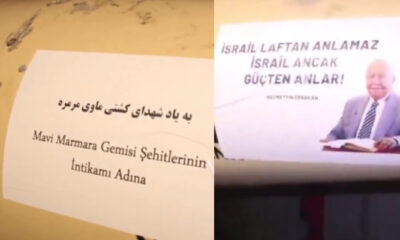 به یاد شهدای کشتی ماوی مرمره
Mavi Marmara Gemisi Şehitlerinin
İntikamı Adına
İSRAİL LAFTAN ANLAMAZ
İSRAİL ANCAK
GÜÇTEN ANLAR!
NECMETTİN ERBAKAN